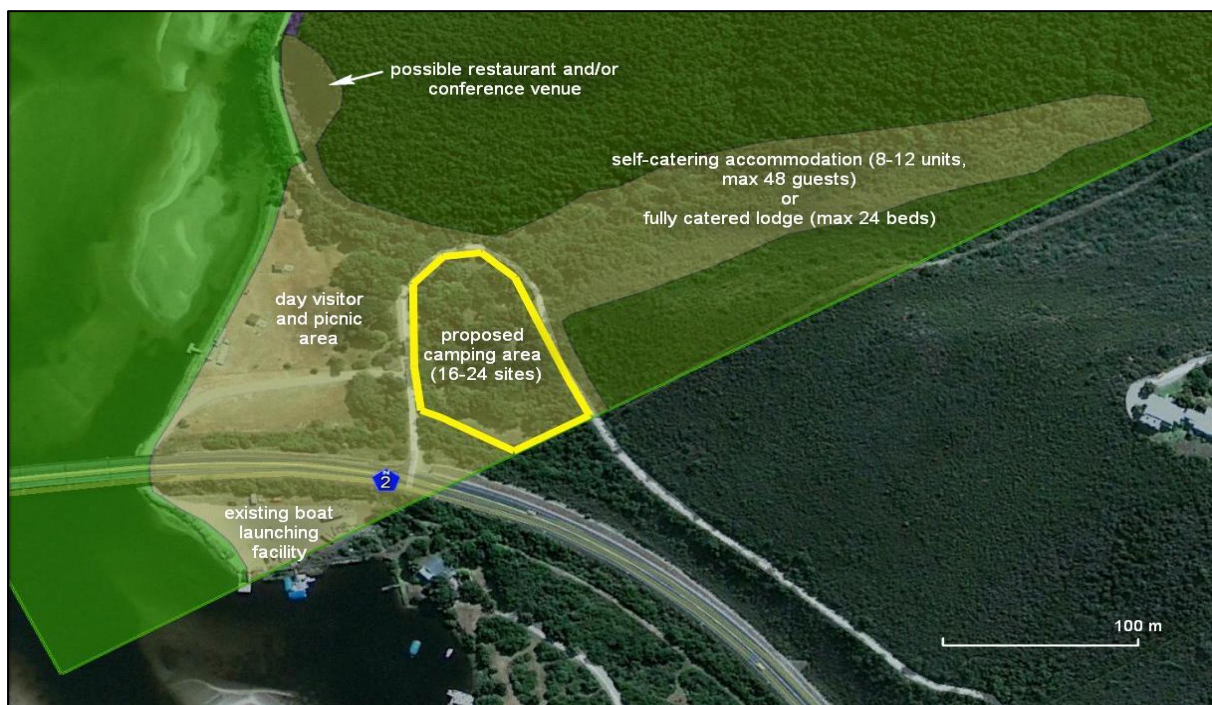 possible restaurant and/or
conference venue
self-catering accommodation (8-12 units,
max 48 guests)
or
fully catered lodge (max 24 beds)
day visitor
and picnic
area
proposed
camping area
(16-24 sites)
N
2
existing boat
launching
facility
100 m